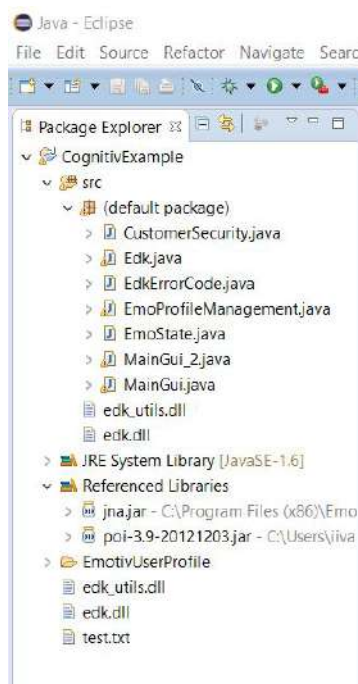 Java - Eclipse
File Edit Source Refactor Navigate
Package Explorer
CognitivExample
src
(default package)
CustomerSecurity.java
Edk.java
EdkErrorCode.java
EmoProfileManagement.java
EmoState.java
MainGui_2.java
MainGui.java
edk_utils.dll
edk.dll
JRE System Library [JavaSE-1.6]
Referenced Libraries
jna.jar - C:\Program Files (x86)\Emo
poi-3.9-20121203.jar - C:\Users\iiva
EmotivUserProfile
edk_utils.dll
edk.dll
test.txt